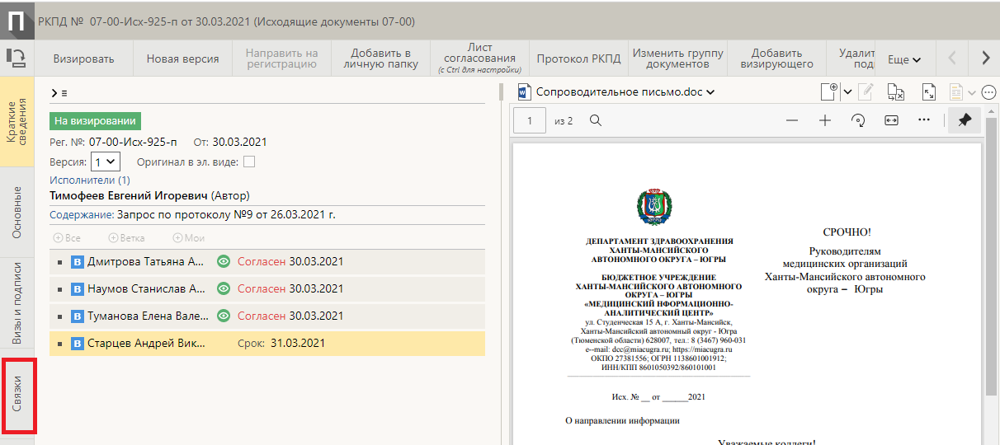 П
РКПД № 07-00-Исх-925-п от 30.03.2021 (Исходящие документы 07-00)
Визировать
Новая версия
Направить на
регистрацию
Добавить в
личную папку
Лист
согласования
(с Ctrl для настройки)
Протокол РКПД
Изменить группу
документов
Добавить
визирующего
Удалит
под
Еще
Краткие
сведения
Основные
Визы и подписи
Связки
На визировании
Рег. №: 07-00-Исх-925-п От: 30.03.2021
Версия: 1 Оригинал в эл. виде:
Исполнители (1)
Тимофеев Евгений Игоревич (Автор)
Содержание: Запрос по протоколу №9 от 26.03.2021 г.
Все Ветка Мои
В Дмитрова Татьяна А... Согласен 30.03.2021
В Наумов Станислав А... Согласен 30.03.2021
В Туманова Елена Вале... Согласен 30.03.2021
В Старцев Андрей Вик... Срок: 31.03.2021
Сопроводительное письмо.doc
1 из 2
ДЕПАРТАМЕНТ ЗДРАВООХРАНЕНИЯ
ХАНТЫ-МАНСИЙСКОГО
АВТОНОМНОГО ОКРУГА – ЮГРЫ
БЮДЖЕТНОЕ УЧРЕЖДЕНИЕ
ХАНТЫ-МАНСИЙСКОГО АВТОНОМНОГО
ОКРУГА – ЮГРЫ
«МЕДИЦИНСКИЙ ИНФОРМАЦИОННО-
АНАЛИТИЧЕСКИЙ ЦЕНТР»
ул. Студенческая 15 А, г. Ханты-Мансийск,
Ханты-Мансийский автономный округ - Югра
(Тюменской области) 628007, тел.: 8 (3467) 960-031
e--mail: dcc@miacugra.ru; https://miacugra.ru
ОКПО 27381556; ОГРН 1138601001912;
ИНН/КПП 8601050392/860101001
СРОЧНО!
Руководителям
медицинских организаций
Ханты-Мансийского автономного
округа – Югры
Исх. № __ от ______2021
О направлении информации
Уважаемые коллеги!